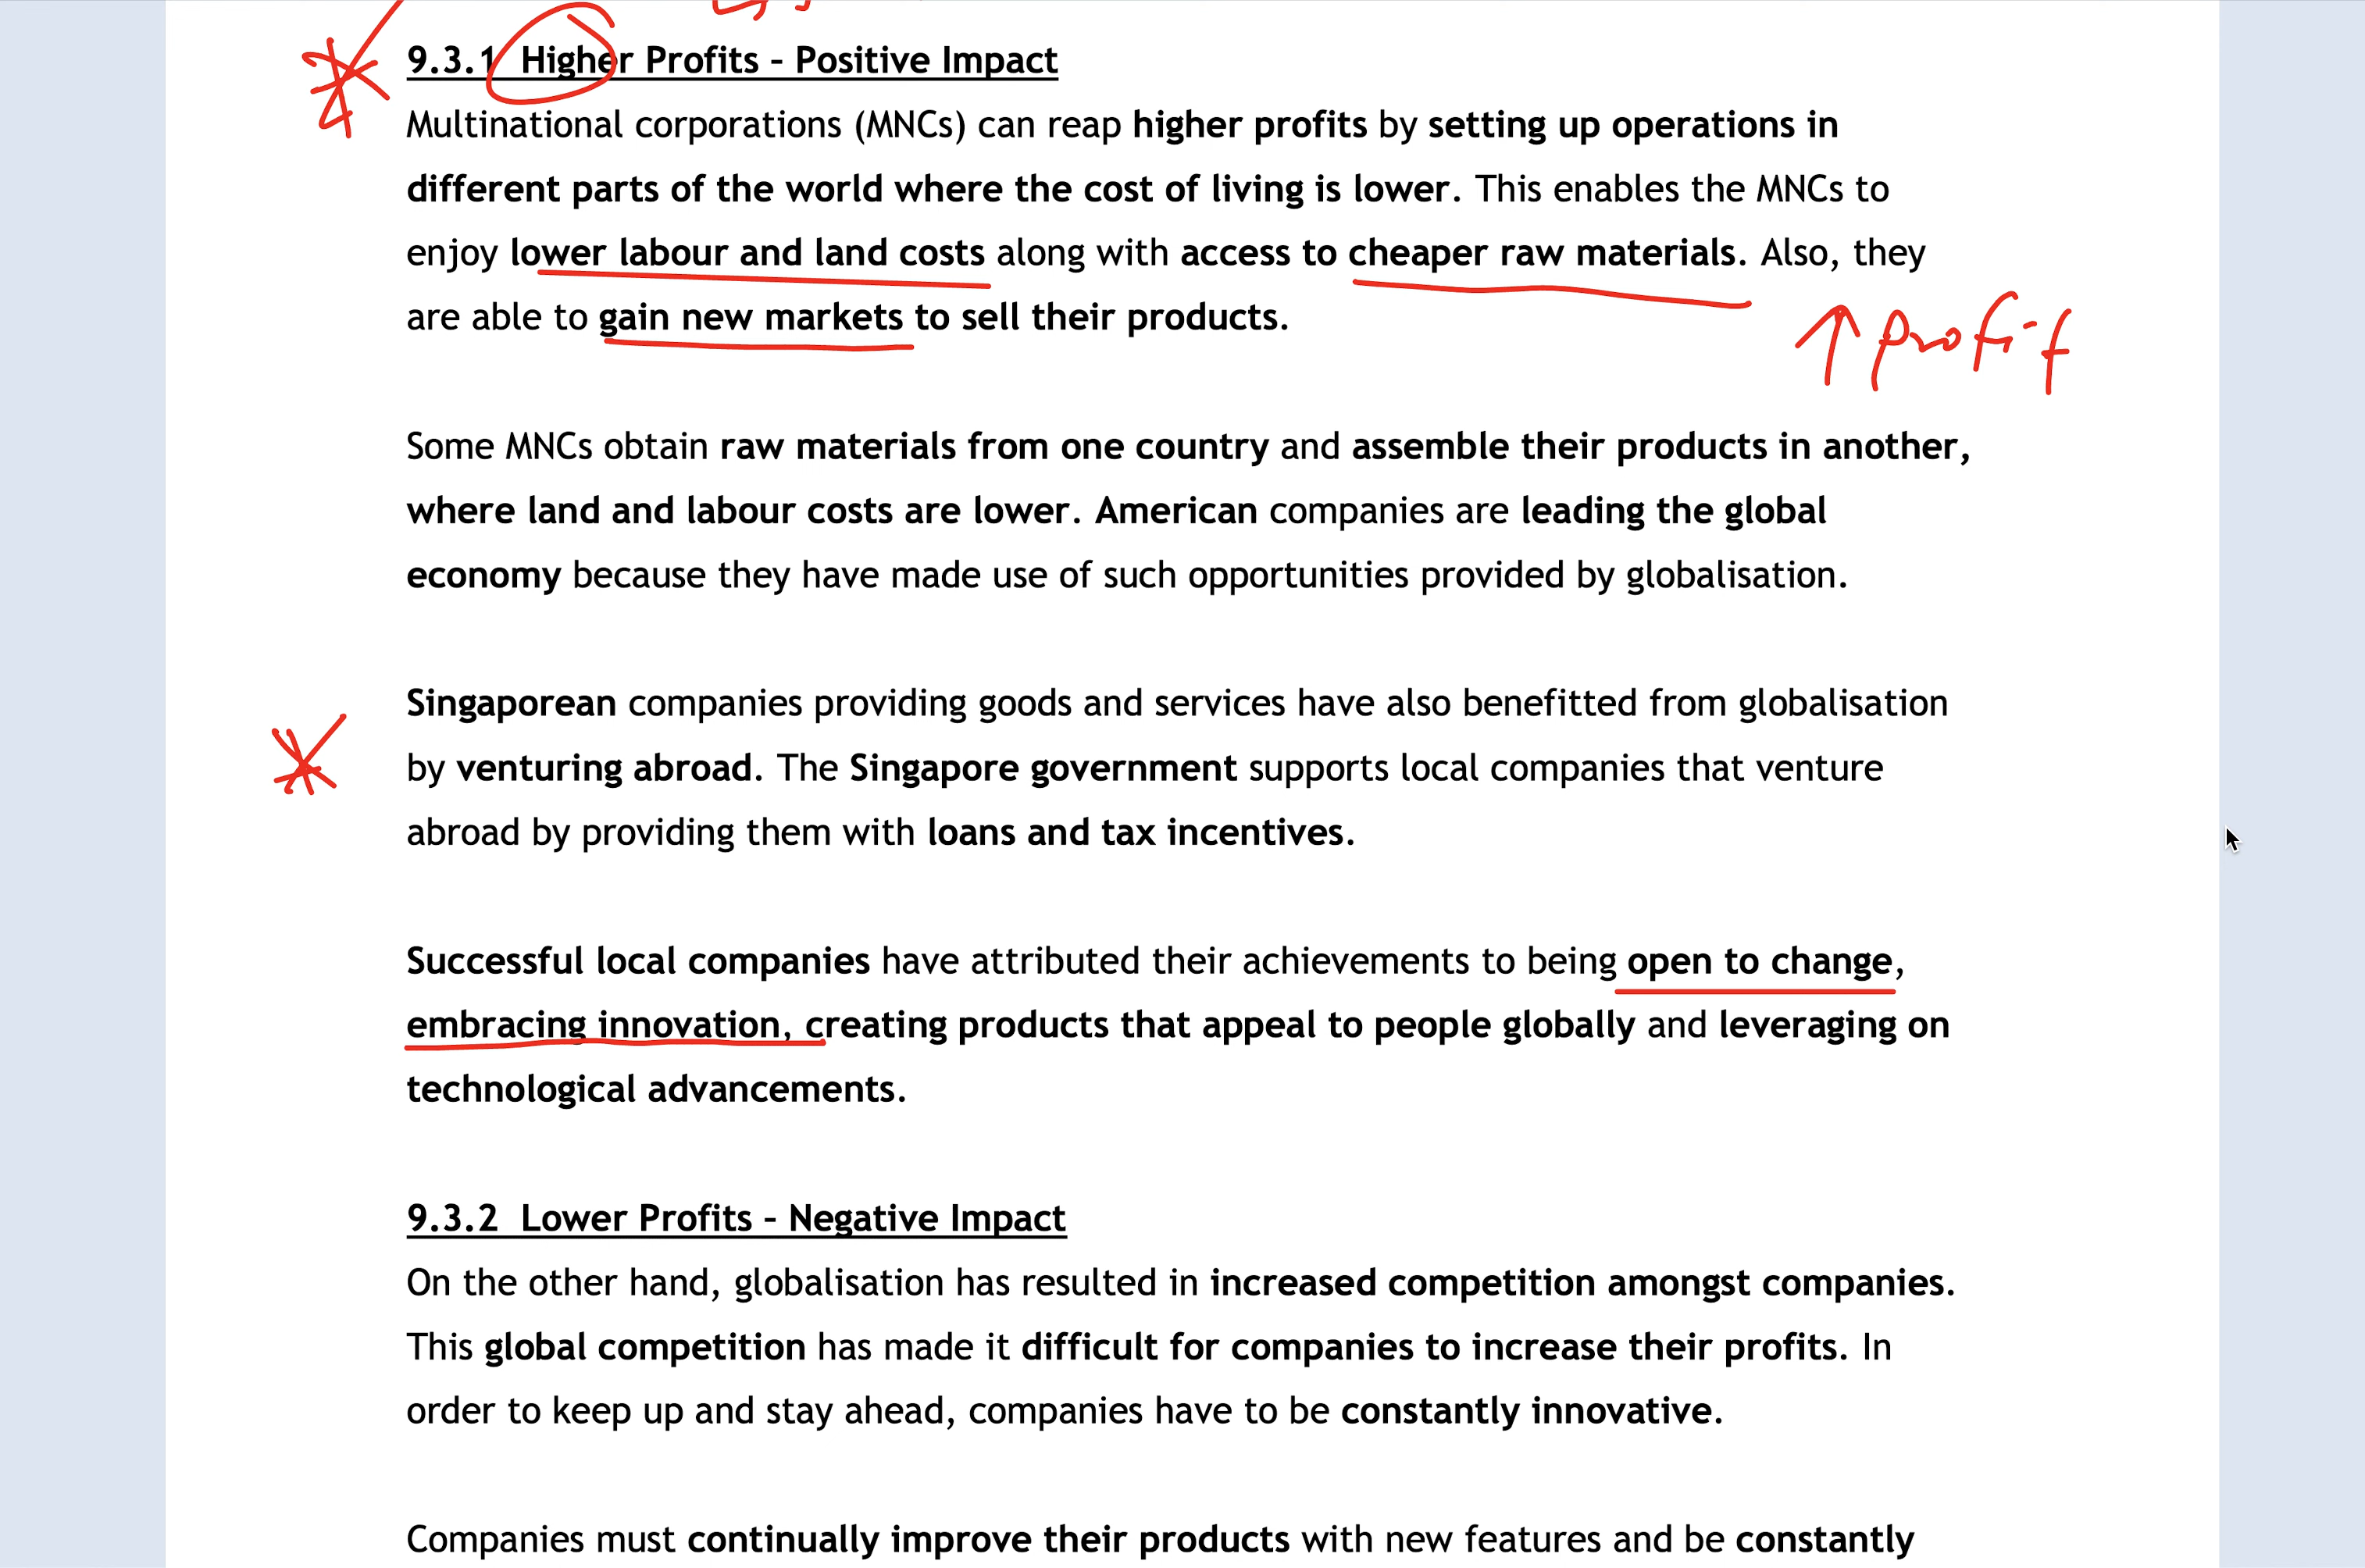 9.3.1 Higher Profits – Positive Impact
Multinational corporations (MNCs) can reap higher profits by setting up operations in
different parts of the world where the cost of living is lower. This enables the MNCs to
enjoy lower labour and land costs along with access to cheaper raw materials. Also, they
are able to gain new markets to sell their products.
↑ profit
Some MNCs obtain raw materials from one country and assemble their products in another,
where land and labour costs are lower. American companies are leading the global
economy because they have made use of such opportunities provided by globalisation.
Singaporean companies providing goods and services have also benefitted from globalisation
by venturing abroad. The Singapore government supports local companies that venture
abroad by providing them with loans and tax incentives.
Successful local companies have attributed their achievements to being open to change,
embracing innovation, creating products that appeal to people globally and leveraging on
technological advancements.
9.3.2 Lower Profits – Negative Impact
On the other hand, globalisation has resulted in increased competition amongst companies.
This global competition has made it difficult for companies to increase their profits. In
order to keep up and stay ahead, companies have to be constantly innovative.
Companies must continually improve their products with new features and be constantly